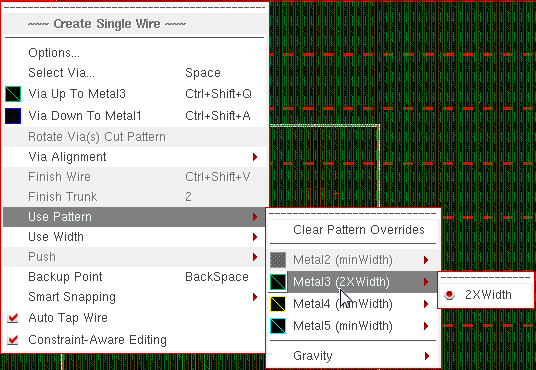 ~~~ Create Single Wire ~~~
Options...
Select Via... Space
Via Up To Metal3 Ctrl+Shift+Q
Via Down To Metal1 Ctrl+Shift+A
Rotate Via(s) Cut Pattern
Via Alignment
Finish Wire Ctrl+Shift+V
Finish Trunk 2
Use Pattern
Use Width
Push
Backup Point BackSpace
Smart Snapping
Auto Tap Wire
Constraint-Aware Editing
Clear Pattern Overrides
Metal2 (minWidth)
Metal3 (2XWidth)
Metal4 (minWidth)
Metal5 (minWidth)
Gravity
2XWidth